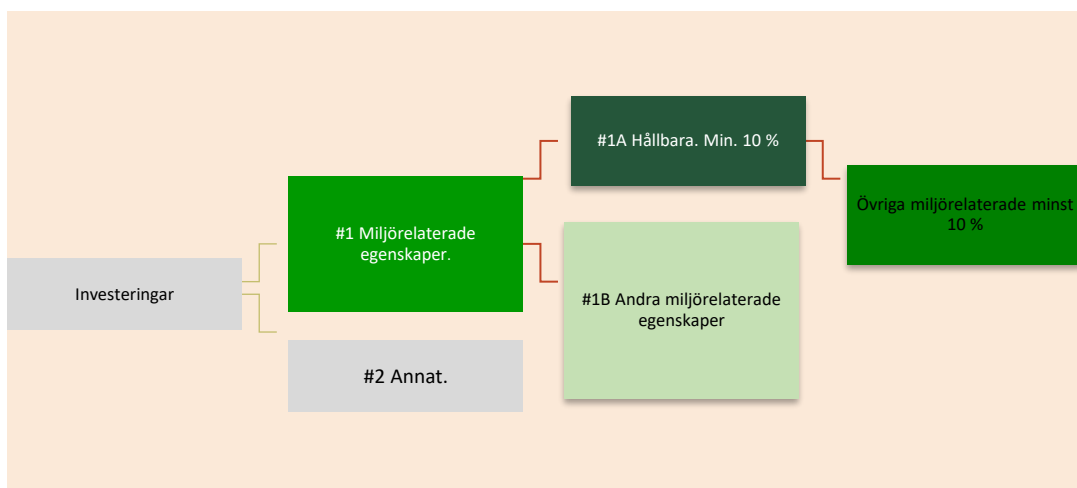 Investeringar
#1 Miljörelaterade
egenskaper.
#2 Annat.
#1A Hållbara. Min. 10 %
#1B Andra miljörelaterade
egenskaper
Övriga miljörelaterade minst
10 %